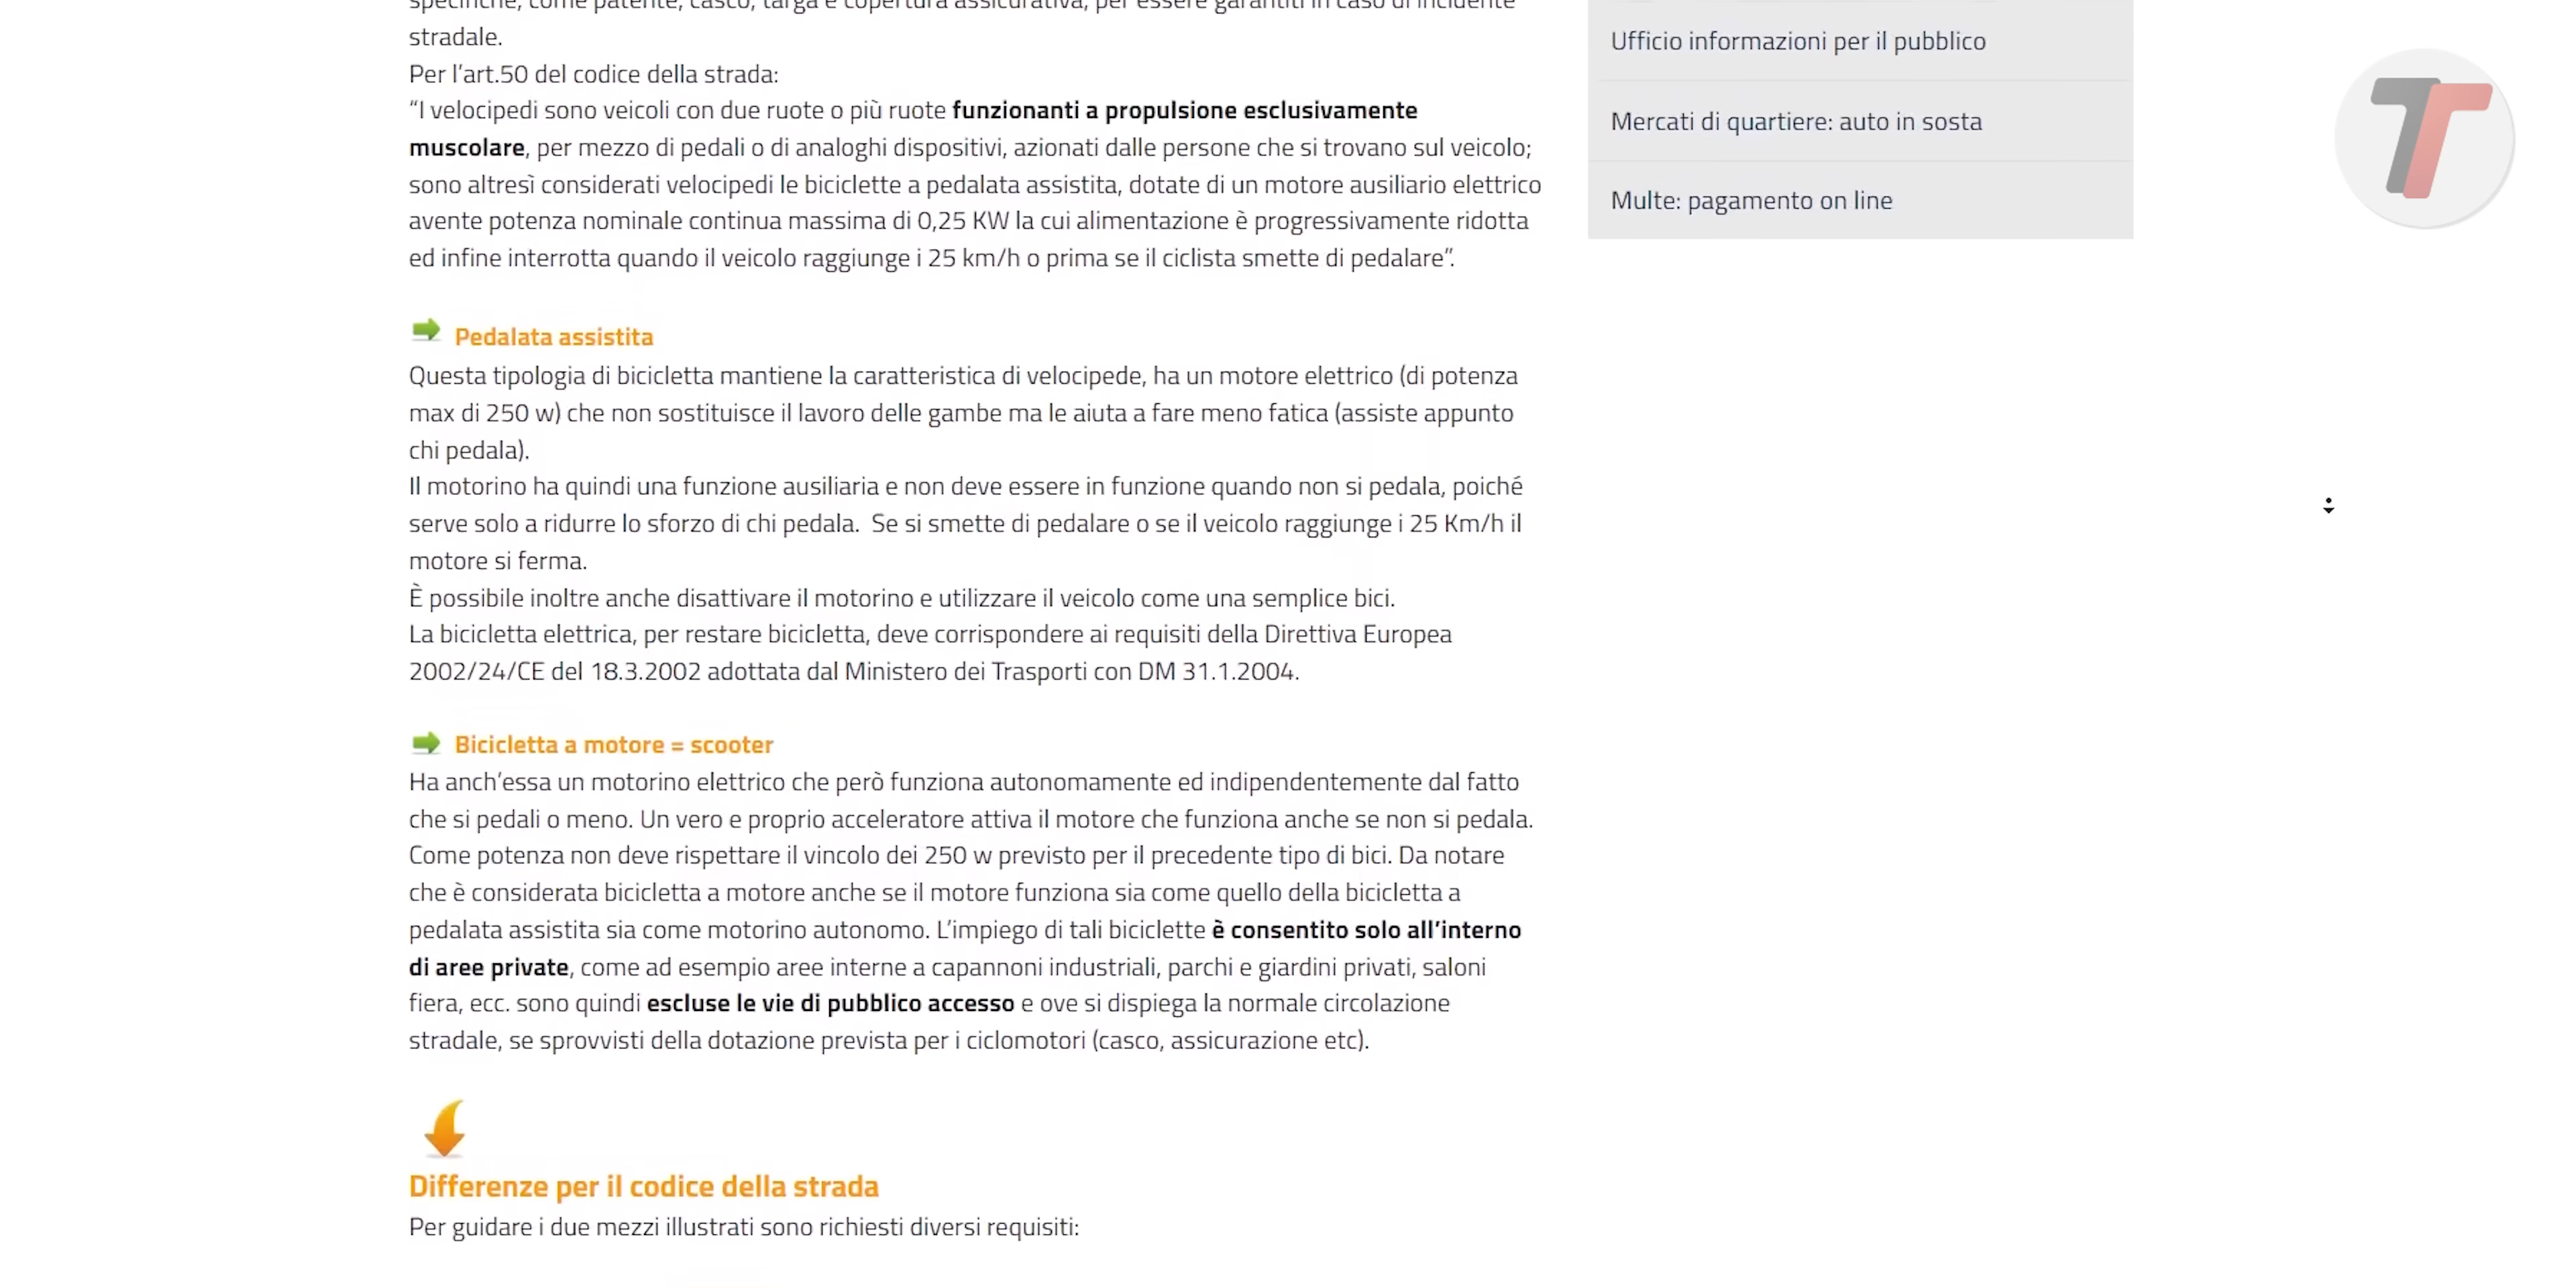 specifiche, come patente, casco, targa e copertura assicurativa, per essere garantiti in caso di incidente
stradale.
Per l'art.50 del codice della strada:
“I velocipedi sono veicoli con due ruote o più ruote funzionanti a propulsione esclusivamente
muscolare, per mezzo di pedali o di analoghi dispositivi, azionati dalle persone che si trovano sul veicolo;
sono altresì considerati velocipedi le biciclette a pedalata assistita, dotate di un motore ausiliario elettrico
avente potenza nominale continua massima di 0,25 KW la cui alimentazione è progressivamente ridotta
ed infine interrotta quando il veicolo raggiunge i 25 km/h o prima se il ciclista smette di pedalare”.
Pedalata assistita
Questa tipologia di bicicletta mantiene la caratteristica di velocipede, ha un motore elettrico (di potenza
max di 250 w) che non sostituisce il lavoro delle gambe ma le aiuta a fare meno fatica (assiste appunto
chi pedala).
Il motorino ha quindi una funzione ausiliaria e non deve essere in funzione quando non si pedala, poiché
serve solo a ridurre lo sforzo di chi pedala. Se si smette di pedalare o se il veicolo raggiunge i 25 Km/h il
motore si ferma.
È possibile inoltre anche disattivare il motorino e utilizzare il veicolo come una semplice bici.
La bicicletta elettrica, per restare bicicletta, deve corrispondere ai requisiti della Direttiva Europea
2002/24/CE del 18.3.2002 adottata dal Ministero dei Trasporti con DM 31.1.2004.
Bicicletta a motore = scooter
Ha anch'essa un motorino elettrico che però funziona autonomamente ed indipendentemente dal fatto
che si pedali o meno. Un vero e proprio acceleratore attiva il motore che funziona anche se non si pedala.
Come potenza non deve rispettare il vincolo dei 250 w previsto per il precedente tipo di bici. Da notare
che è considerata bicicletta a motore anche se il motore funziona sia come quello della bicicletta a
pedalata assistita sia come motorino autonomo. L'impiego di tali biciclette è consentito solo all'interno
di aree private, come ad esempio aree interne a capannoni industriali, parchi e giardini privati, saloni
fiera, ecc. sono quindi escluse le vie di pubblico accesso e ove si dispiega la normale circolazione
stradale, se sprovvisti della dotazione prevista per i ciclomotori (casco, assicurazione etc).
Differenze per il codice della strada
Per guidare i due mezzi illustrati sono richiesti diversi requisiti:
Ufficio informazioni per il pubblico
Mercati di quartiere: auto in sosta
Multe: pagamento on line
TT